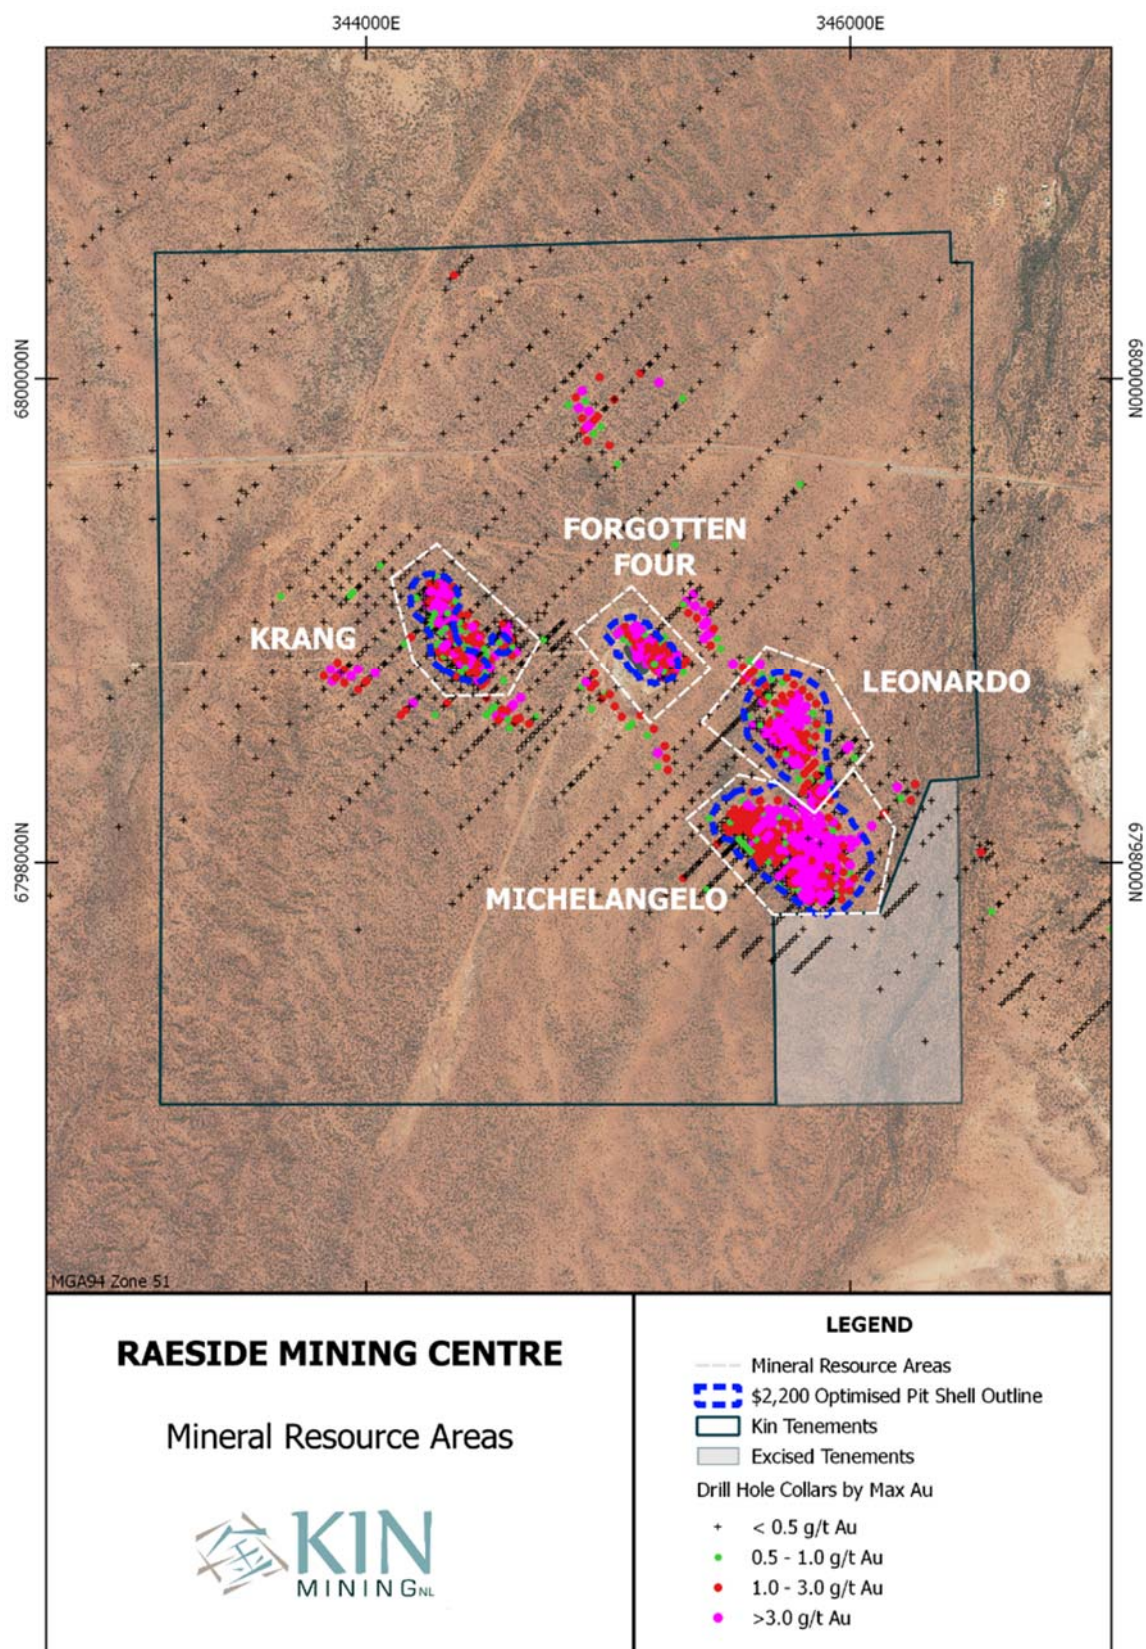 344000E
346000E
6800000N
6800000N
FORGOTTEN
FOUR
KRANG
LEONARDO
6798000N
6798000N
MICHELANGELO
MGA94 Zone 51
RAESIDE MINING CENTRE
Mineral Resource Areas
金
KIN
MINING NL
LEGEND
Mineral Resource Areas
$2,200 Optimised Pit Shell Outline
Kin Tenements
Excised Tenements
Drill Hole Collars by Max Au
< 0.5 g/t Au
0.5 - 1.0 g/t Au
1.0 - 3.0 g/t Au
>3.0 g/t Au